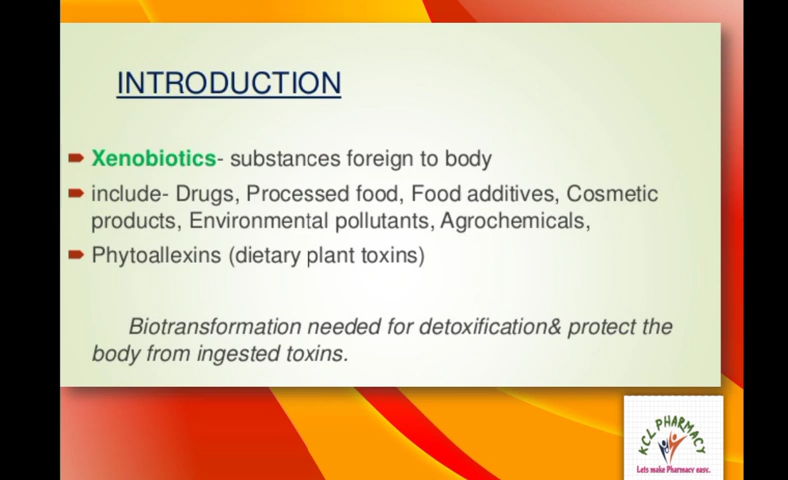 INTRODUCTION
Xenobiotics- substances foreign to body
include- Drugs, Processed food, Food additives, Cosmetic
products, Environmental pollutants, Agrochemicals,
Phytoallexins (dietary plant toxins)
Biotransformation needed for detoxification& protect the
body from ingested toxins.
KCL PHARMACY
Lets make Pharmacy easy.